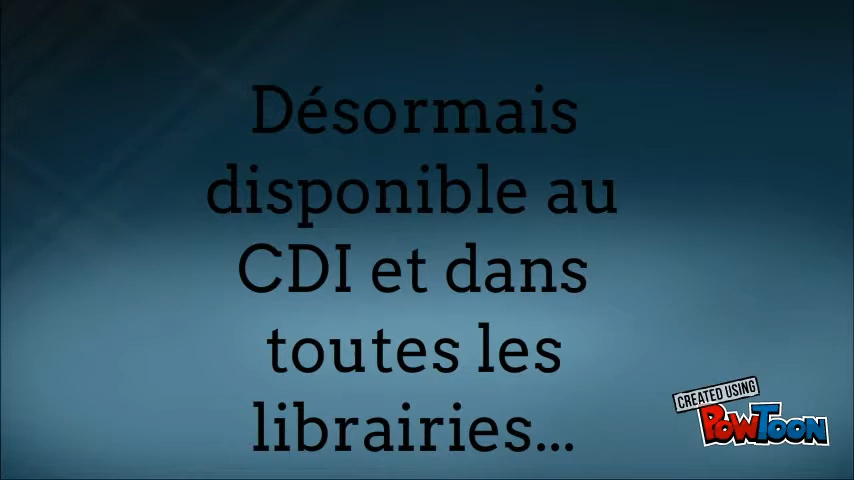 Désormais
disponible au
CDI et dans
toutes les
librairies...
CREATED USING
POWTOON